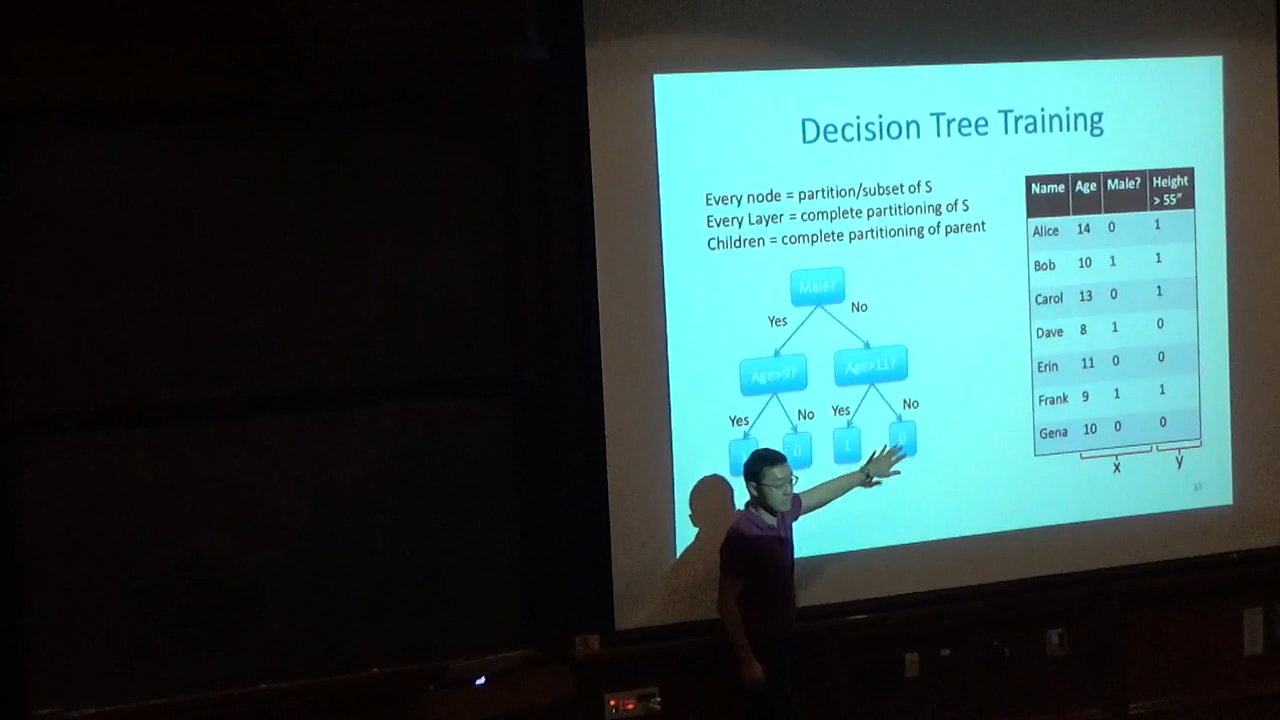 Decision Tree Training
Every node = partition/subset of S
Every Layer = complete partitioning of S
Children = complete partitioning of parent
Male?
Yes
No
Age>9?
Age>11?
Yes
No
Yes
No
0
1
0
Name Age Male? Height > 55"
Alice 14 0 1
Bob 10 1 1
Carol 13 0 1
Dave 8 1 0
Erin 11 0 0
Frank 9 1 1
Gena 10 0 0
x
y